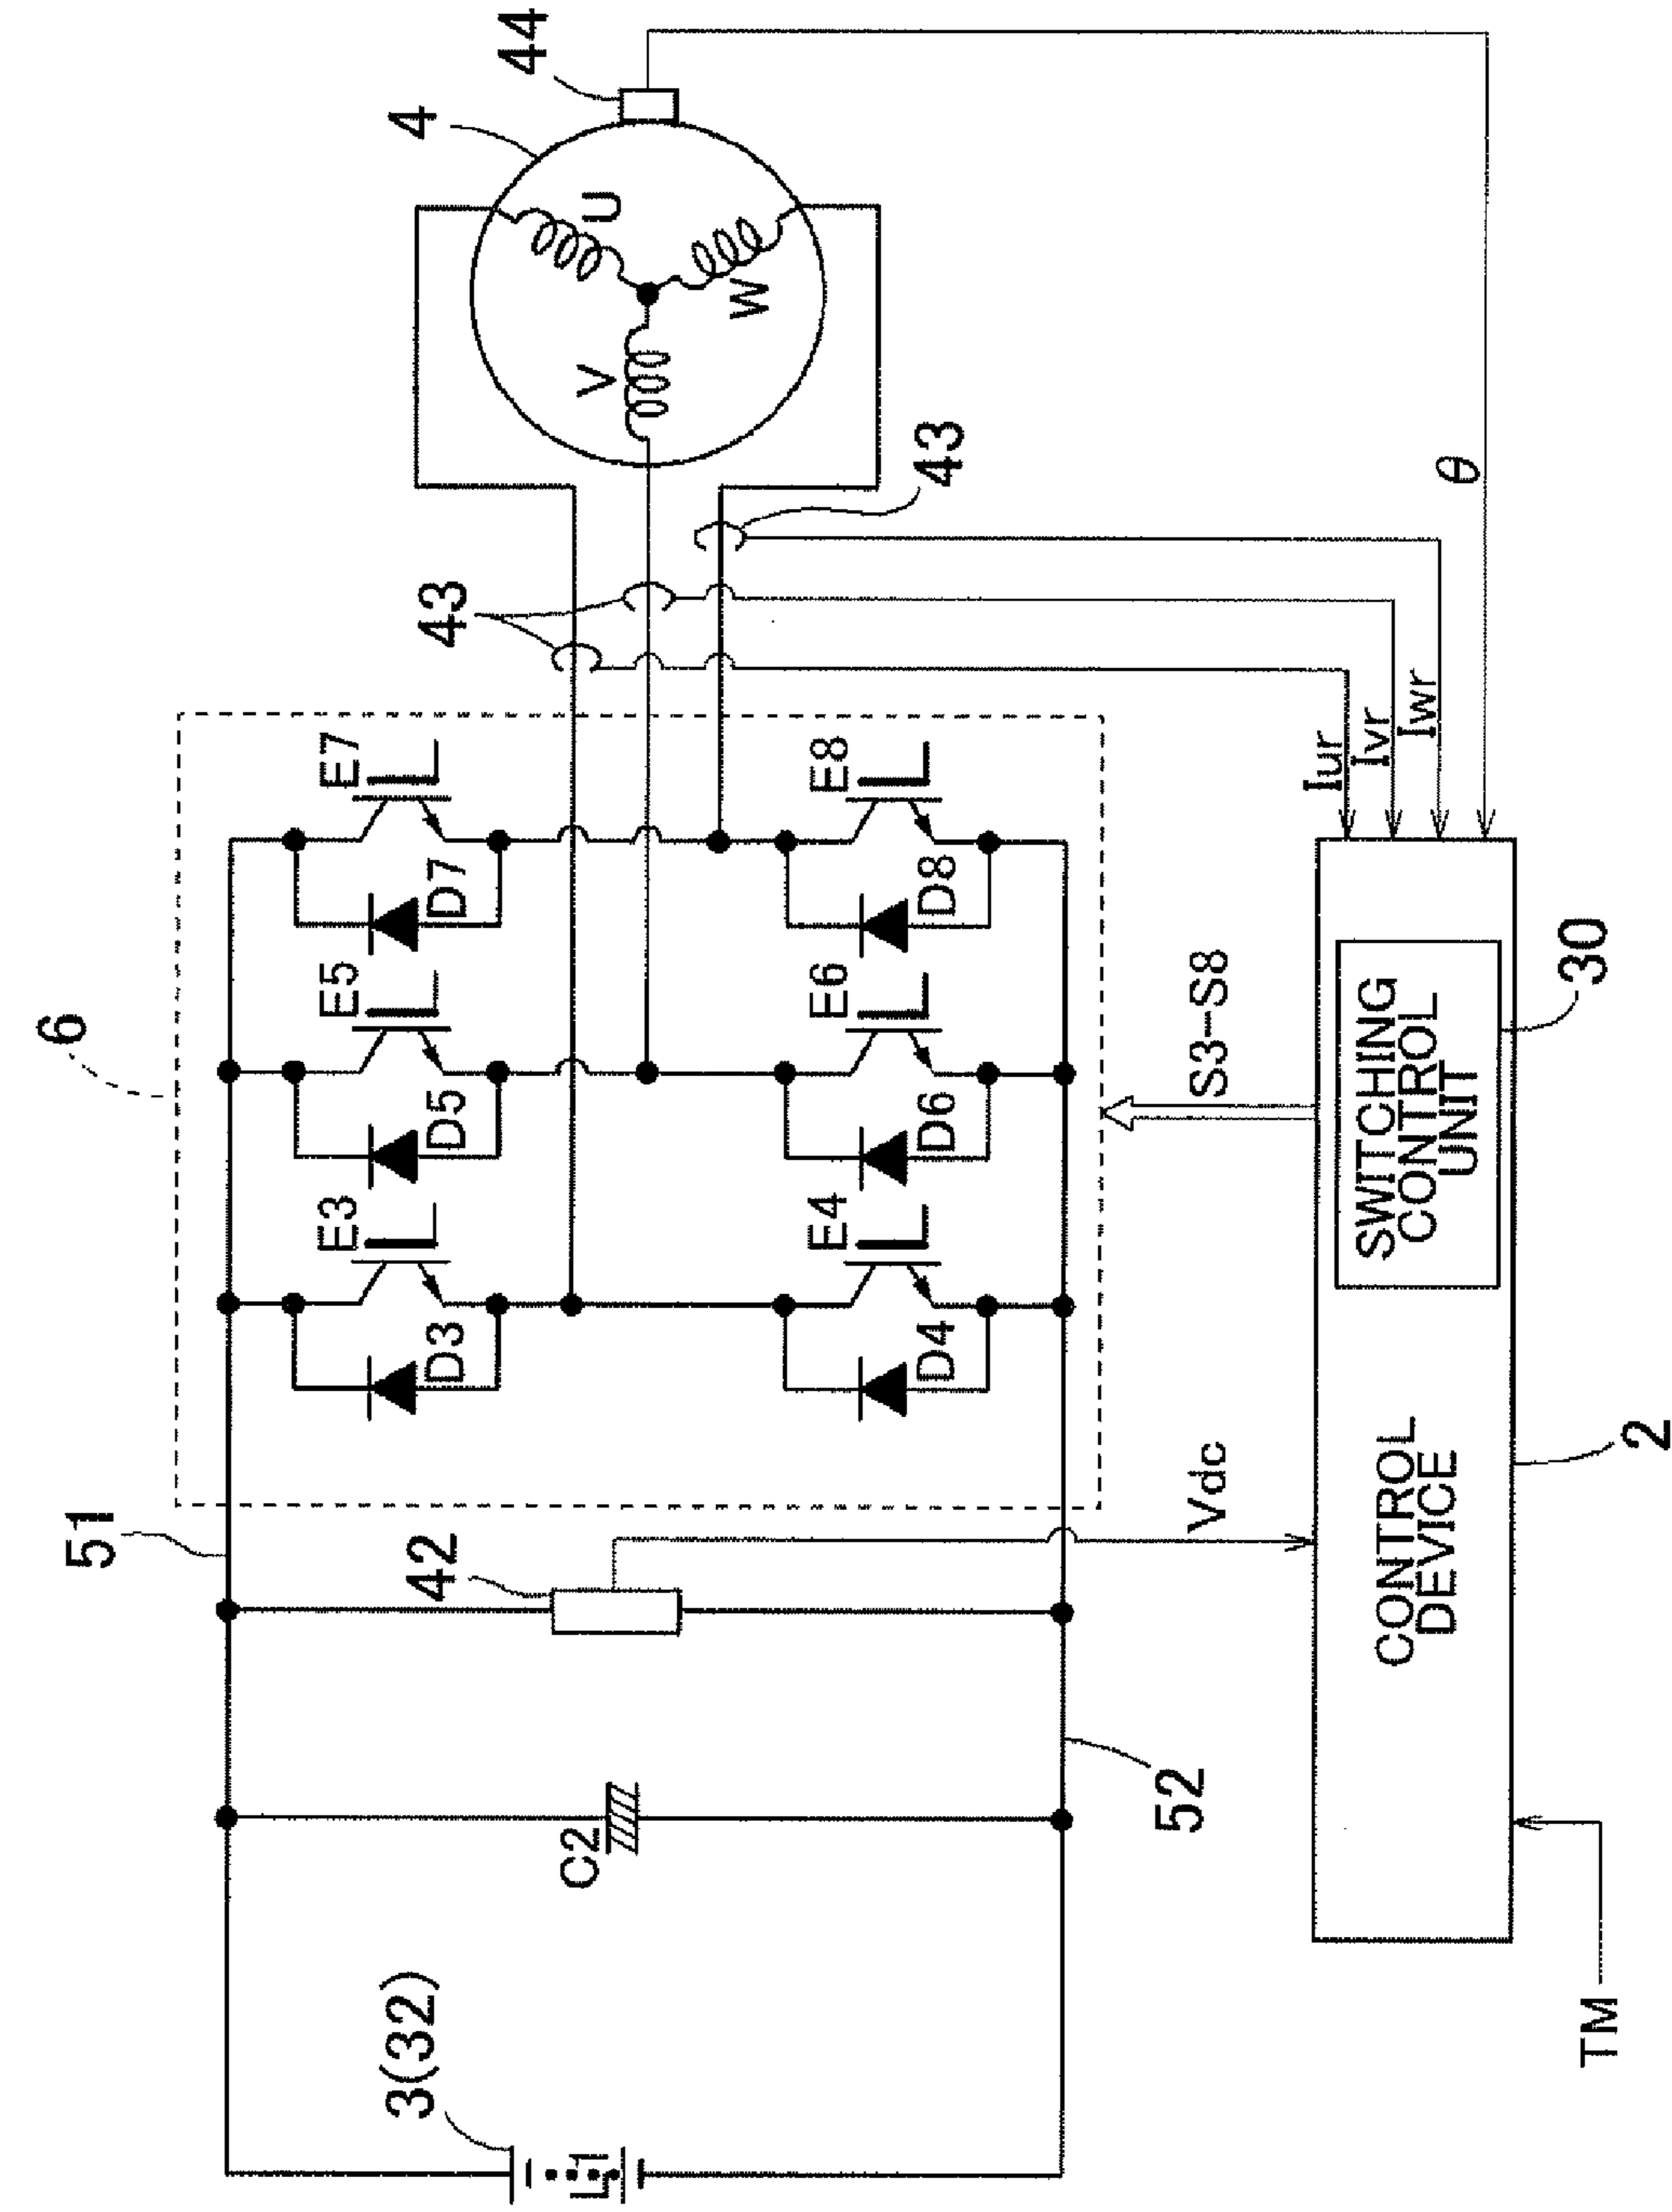 6
51
E3
E5
E7
4
44
3(32)
42
43
D3
D5
D7
C2
V
U
W
E4
E6
E8
D4
D6
D8
43
52
Vdc
S3-S8
Iur
Ivr
Iwr
θ
CONTROL
DEVICE
SWITCHING
CONTROL
UNIT
30
TM
2